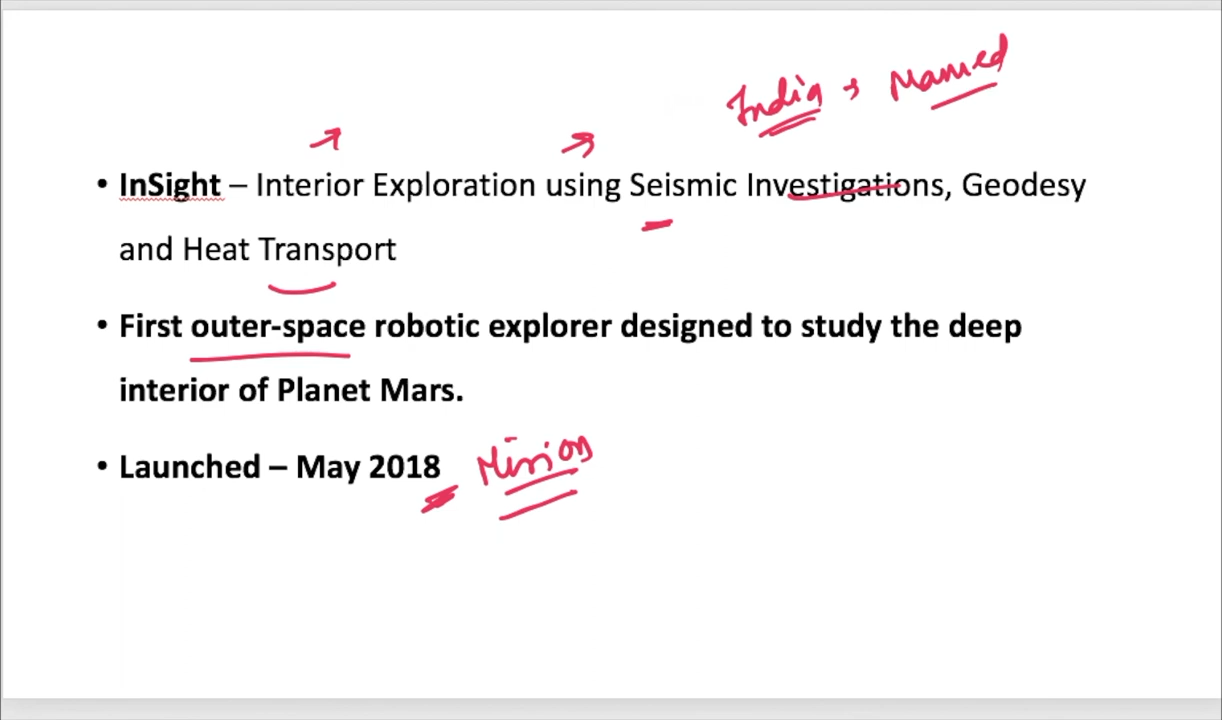 India → Named
• InSight – Interior Exploration using Seismic Investigations, Geodesy
and Heat Transport
• First outer-space robotic explorer designed to study the deep
interior of Planet Mars.
• Launched – May 2018 Mission